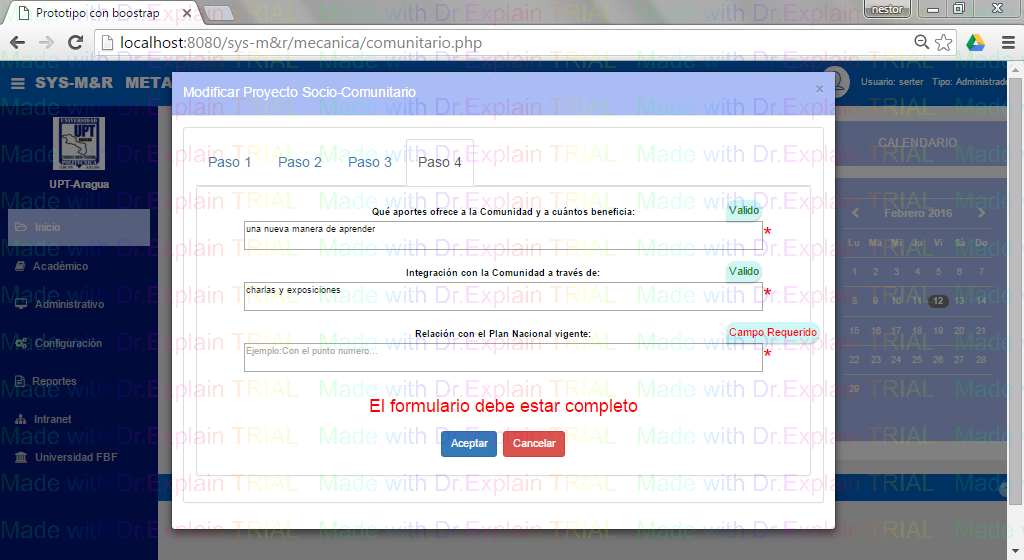 Prototipo con boostrap
nestor
localhost:8080/sys-m&r/mecanica/comunitario.php
SYS-M&R META
Usuario: serter Tipo: Administrado
Modificar Proyecto Socio-Comunitario
×
UNIVERSIDAD
UPT
ARAGUA
POLITECNICA
UPT-Aragua
Inicio
Académico
Administrativo
Configuración
Reportes
Intranet
Universidad FBF
Paso 1 Paso 2 Paso 3 Paso 4
Qué aportes ofrece a la Comunidad y a cuántos beneficia:
Valido
una nueva manera de aprender
*
Integración con la Comunidad a través de:
Valido
charlas y exposiciones
*
Relación con el Plan Nacional vigente:
Campo Requerido
Ejemplo:Con el punto numero...
*
El formulario debe estar completo
Aceptar Cancelar
CALENDARIO
Febrero 2016
Lu Ma Mi Ju Vi Sá Do
1 2 3 4 5 6 7
8 9 10 11 12 13 14
15 16 17 18 19 20 21
22 23 24 25 26 27 28
29
Made with Dr.Explain TRIAL